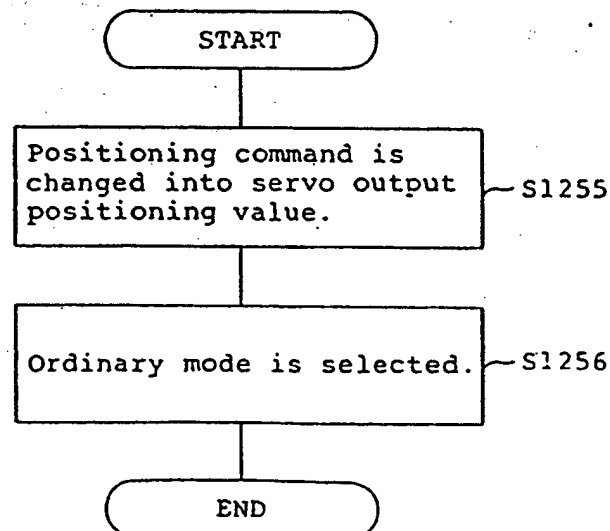 START
Positioning command is
changed into servo output
positioning value.
S1255
Ordinary mode is selected.
S1256
END